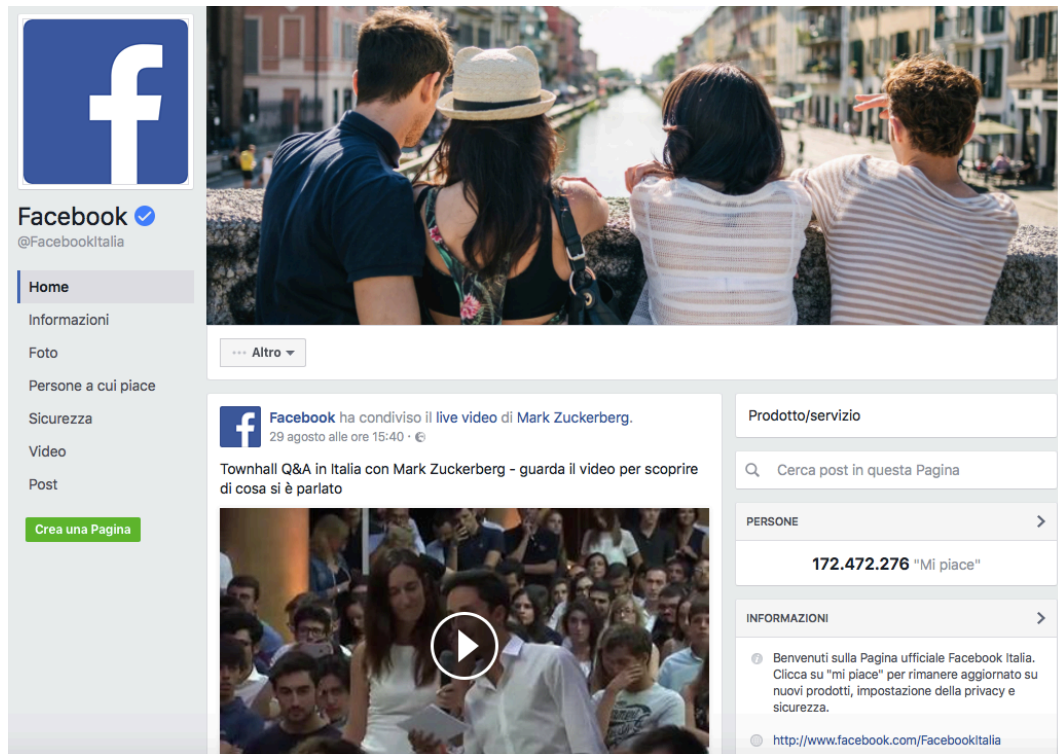 Facebook
@FacebookItalia
Home
Informazioni
Foto
Persone a cui piace
Sicurezza
Video
Post
Crea una Pagina
••• Altro
Facebook ha condiviso il live video di Mark Zuckerberg.
29 agosto alle ore 15:40 ·
Townhall Q&A in Italia con Mark Zuckerberg - guarda il video per scoprire
di cosa si è parlato
Prodotto/servizio
Cerca post in questa Pagina
PERSONE
172.472.276 "Mi piace"
INFORMAZIONI
Benvenuti sulla Pagina ufficiale Facebook Italia.
Clicca su "mi piace" per rimanere aggiornato su
nuovi prodotti, impostazione della privacy e
sicurezza.
http://www.facebook.com/FacebookItalia